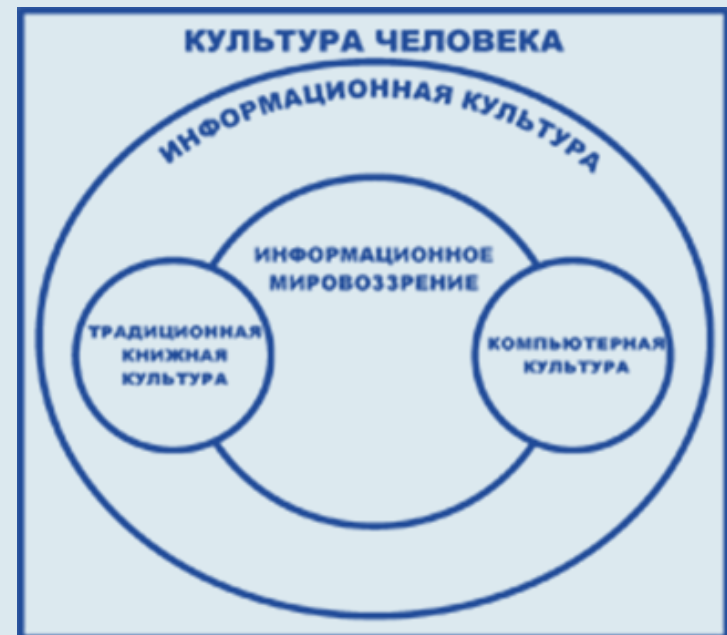 КУЛЬТУРА ЧЕЛОВЕКА
ИНФОРМАЦИОННАЯ КУЛЬТУРА
ИНФОРМАЦИОННОЕ
МИРОВОЗЗРЕНИЕ
ТРАДИЦИОННАЯ
КНИЖНАЯ
КУЛЬТУРА
КОМПЬЮТЕРНАЯ
КУЛЬТУРА